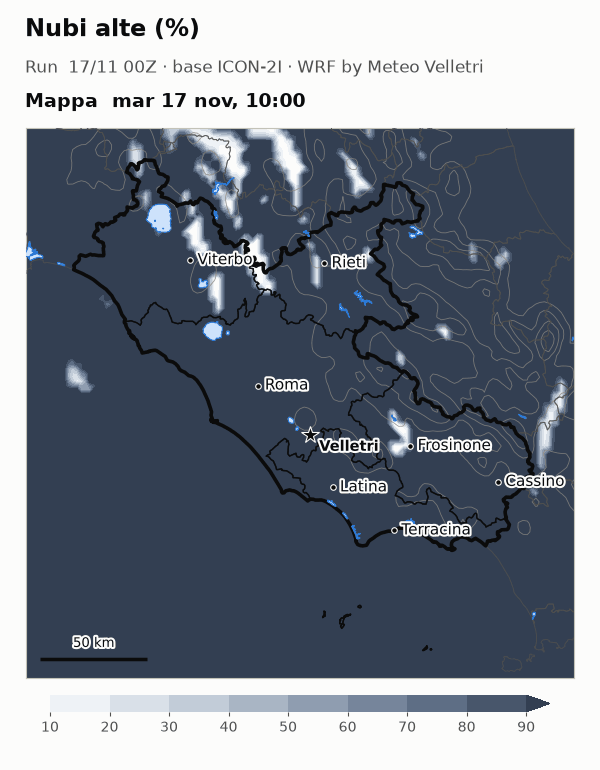 Nubi alte (%)
Run  17/11 00Z · base ICON-2I · WRF by Meteo Velletri
Mappa  mar 17 nov, 10:00
Viterbo
Rieti
Roma
Velletri
Frosinone
Cassino
Latina
Terracina
50 km
10 20 30 40 50 60 70 80 90